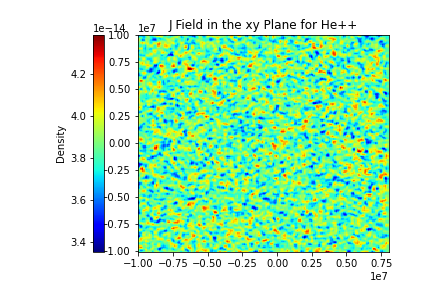 J Field in the xy Plane for He++
1e−14
1e7
Density
4.2
4.0
3.8
3.6
3.4
1.00
0.75
0.50
0.25
0.00
−0.25
−0.50
−0.75
−1.00
−1.00 −0.75 −0.50 −0.25 0.00 0.25 0.50 0.75
1e7